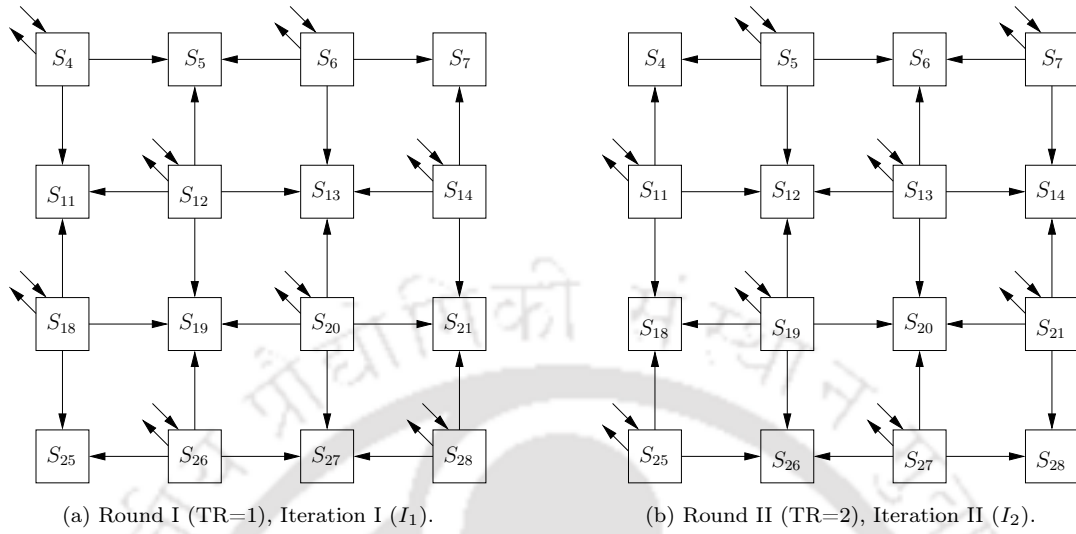 S₄ S₅ S₆ S₇ S₄ S₅ S₆ S₇
S₁₁ S₁₂ S₁₃ S₁₄ S₁₁ S₁₂ S₁₃ S₁₄
S₁₈ S₁₉ S₂₀ S₂₁ S₁₈ S₁₉ S₂₀ S₂₁
S₂₅ S₂₆ S₂₇ S₂₈ S₂₅ S₂₆ S₂₇ S₂₈
(a) Round I (TR=1), Iteration I (I₁). (b) Round II (TR=2), Iteration II (I₂).
प्रौद्योगिकी संस्थान